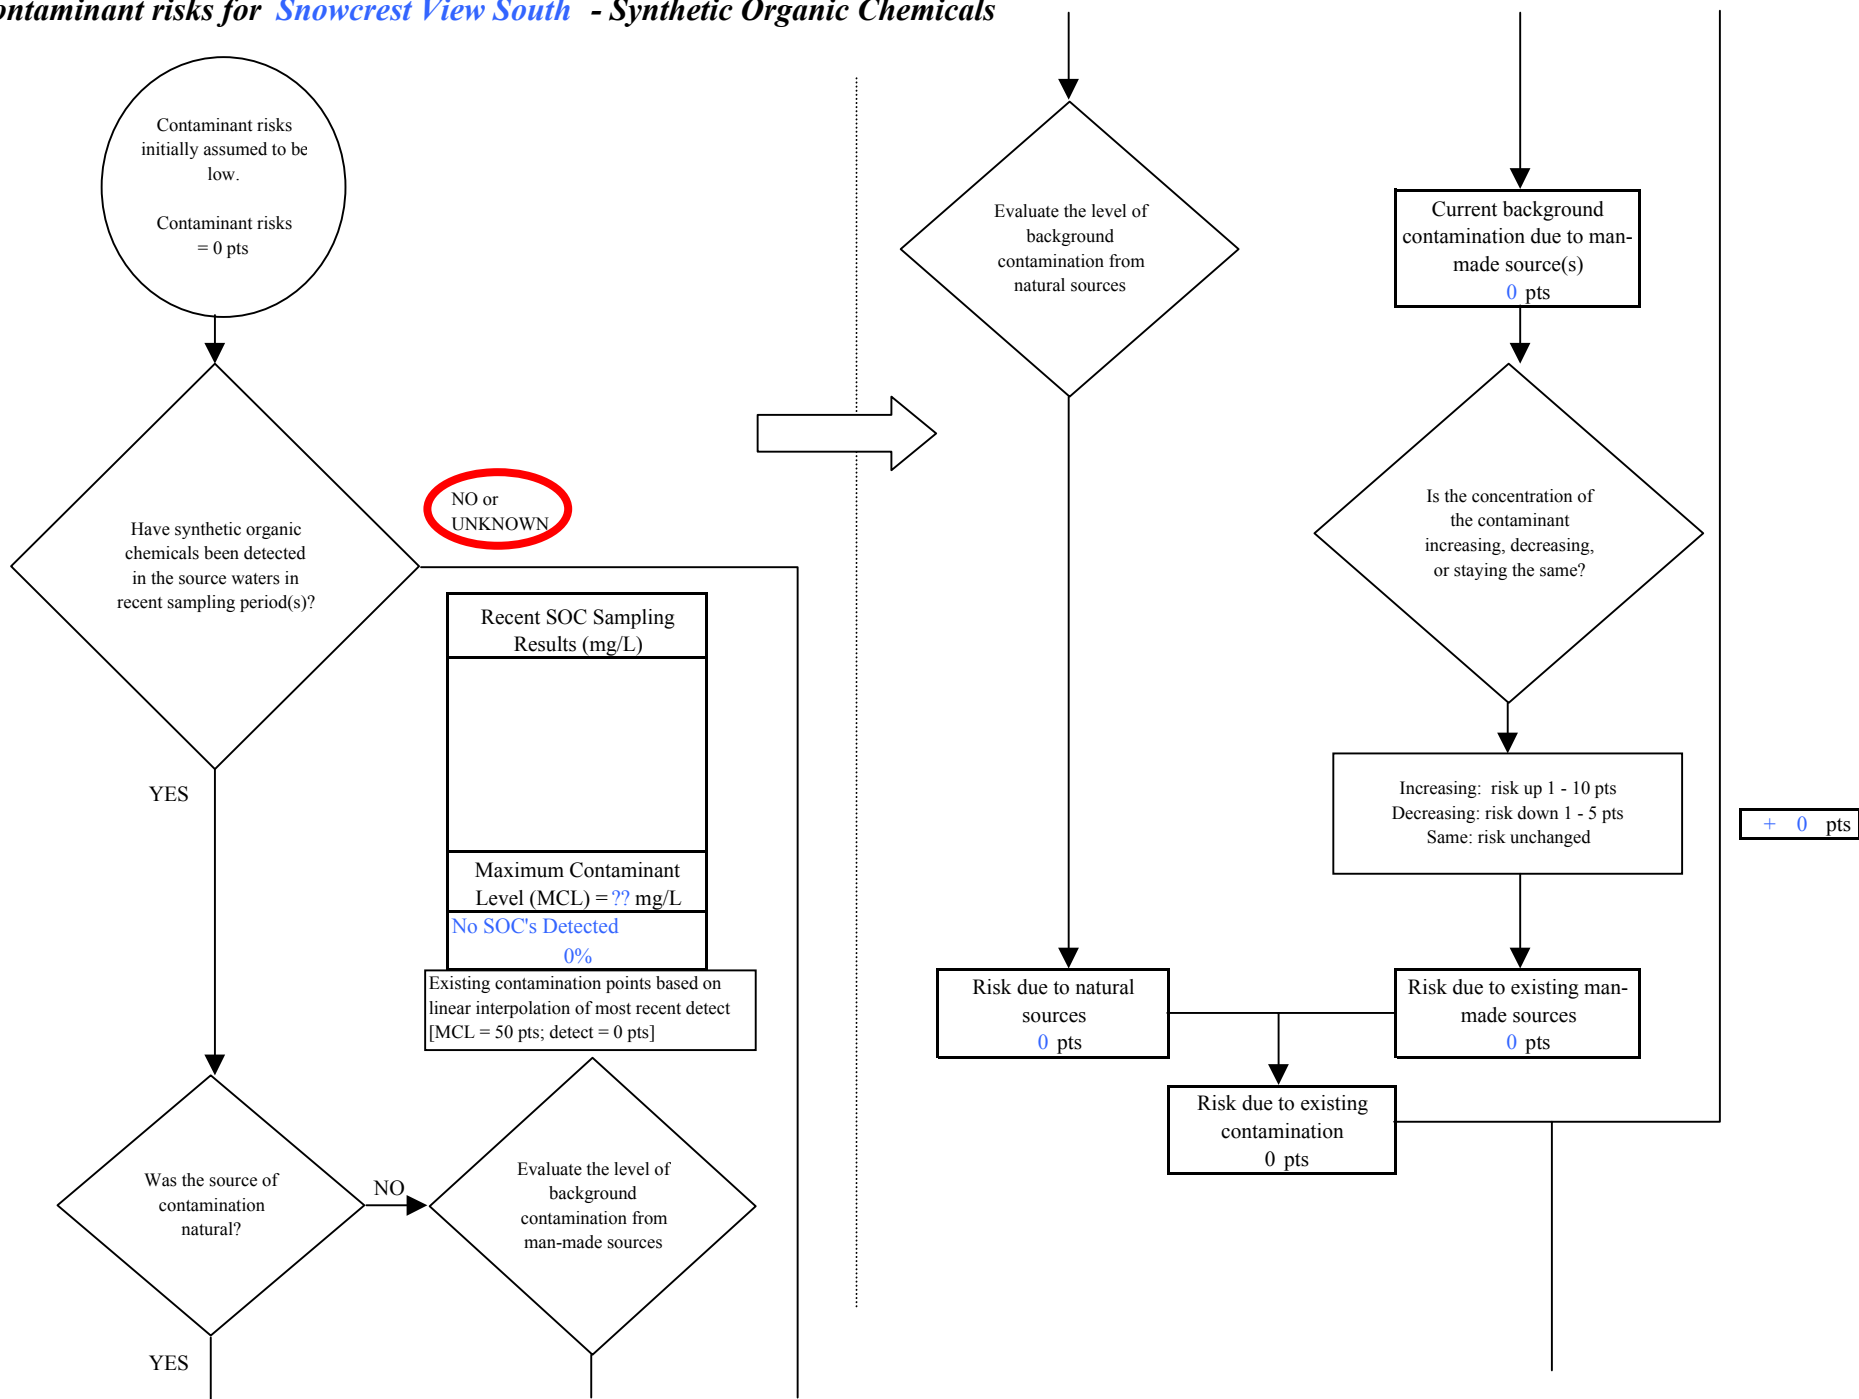 ontaminant risks for Snowcrest View South - Synthetic Organic Chemicals
Contaminant risks
initially assumed to be
low.
Contaminant risks
= 0 pts
Have synthetic organic
chemicals been detected
in the source waters in
recent sampling period(s)?
NO or
UNKNOWN
YES
Recent SOC Sampling
Results (mg/L)
Maximum Contaminant
Level (MCL) = ?? mg/L
No SOC's Detected
0%
Existing contamination points based on
linear interpolation of most recent detect
[MCL = 50 pts; detect = 0 pts]
Was the source of
contamination
natural?
NO
YES
Evaluate the level of
background
contamination from
man-made sources
Evaluate the level of
background
contamination from
natural sources
Current background
contamination due to man-
made source(s)
0 pts
Is the concentration of
the contaminant
increasing, decreasing,
or staying the same?
Increasing: risk up 1 - 10 pts
Decreasing: risk down 1 - 5 pts
Same: risk unchanged
+ 0 pts
Risk due to natural
sources
0 pts
Risk due to existing man-
made sources
0 pts
Risk due to existing
contamination
0 pts